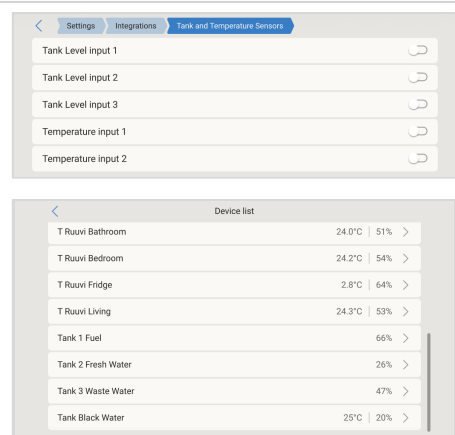 Settings Integrations Tank and Temperature Sensors
Tank Level input 1
Tank Level input 2
Tank Level input 3
Temperature input 1
Temperature input 2
Device list
T Ruuvi Bathroom 24.0°C 51%
T Ruuvi Bedroom 24.2°C 54%
T Ruuvi Fridge 2.8°C 64%
T Ruuvi Living 24.3°C 53%
Tank 1 Fuel 66%
Tank 2 Fresh Water 26%
Tank 3 Waste Water 47%
Tank Black Water 25°C 20%